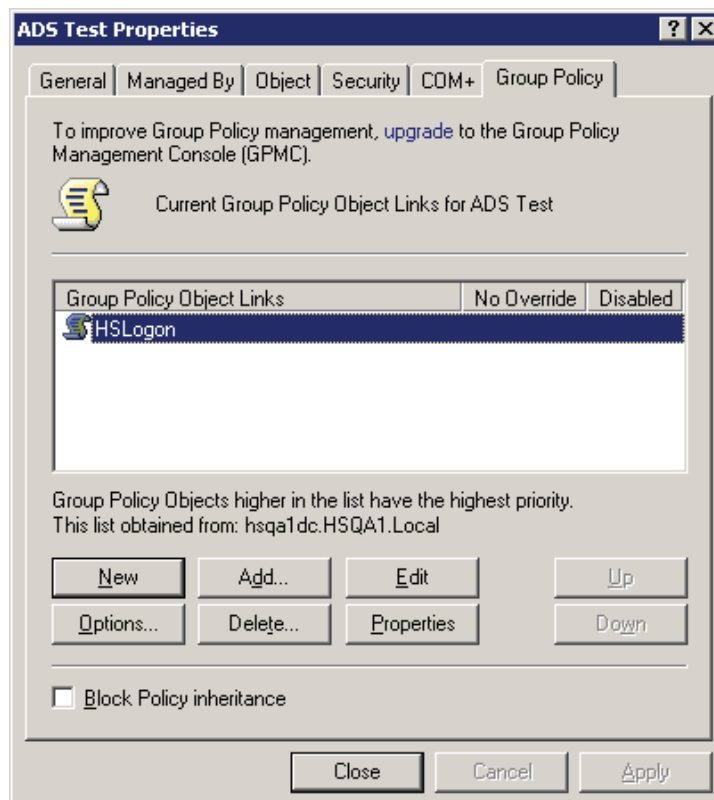 ADS Test Properties
General Managed By Object Security COM+ Group Policy
To improve Group Policy management, upgrade to the Group Policy
Management Console (GPMC).
Current Group Policy Object Links for ADS Test
Group Policy Object Links No Override Disabled
HSLogon
Group Policy Objects higher in the list have the highest priority.
This list obtained from: hsqa1dc.HSQA1.Local
New Add... Edit Up
Options... Delete... Properties Down
Block Policy inheritance
Close Cancel Apply